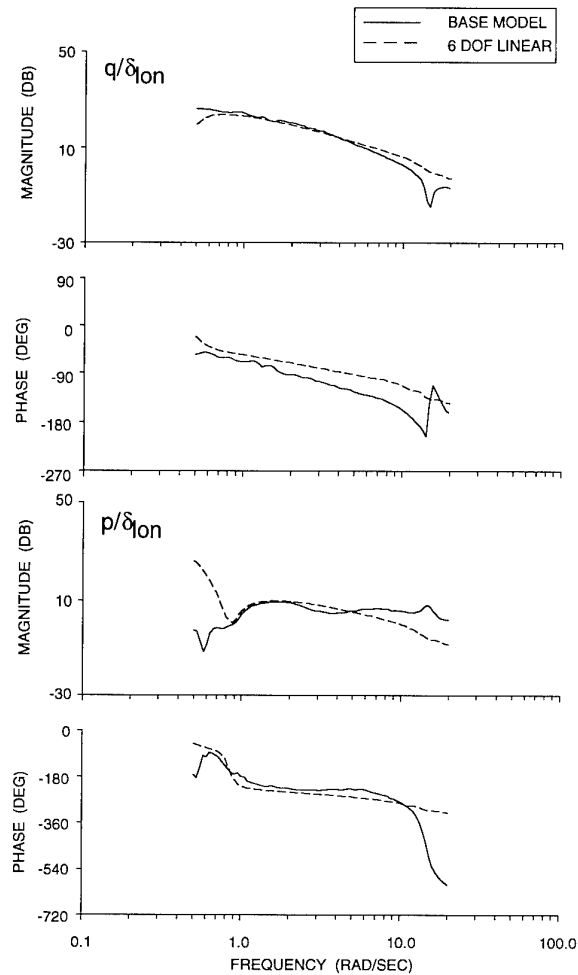 BASE MODEL
6 DOF LINEAR
50
q/δlon
MAGNITUDE (DB)
10
-30
90
0
PHASE (DEG)
-90
-180
-270
50
p/δlon
MAGNITUDE (DB)
10
-30
0
-180
PHASE (DEG)
-360
-540
-720
0.1 1.0 10.0 100.0
FREQUENCY (RAD/SEC)